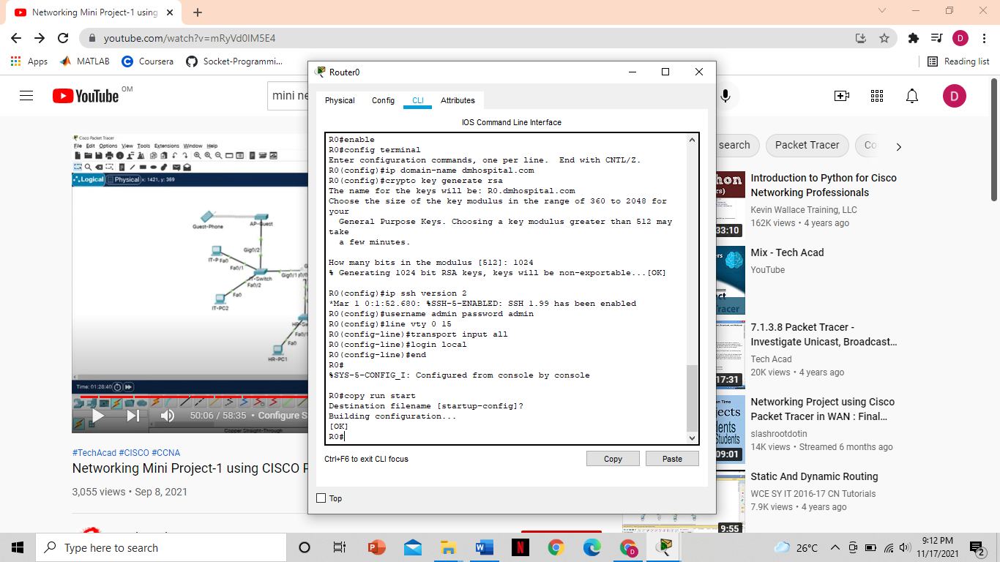 Networking Mini Project-1 using
youtube.com/watch?v=mRyVd0lM5E4
D
Apps
MATLAB
Coursera
Socket-Programmi...
Reading list
YouTube
OM
mini ne
D
Router0
Physical
Config
CLI
Attributes
IOS Command Line Interface
R0#enable
R0#config terminal
Enter configuration commands, one per line. End with CNTL/Z.
R0(config)#ip domain-name dmhospital.com
R0(config)#crypto key generate rsa
The name for the keys will be: R0.dmhospital.com
Choose the size of the key modulus in the range of 360 to 2048 for
your
General Purpose Keys. Choosing a key modulus greater than 512 may
take
a few minutes.
How many bits in the modulus [512]: 1024
% Generating 1024 bit RSA keys, keys will be non-exportable...[OK]
R0(config)#ip ssh version 2
*Mar 1 0:1:52.680: %SSH-5-ENABLED: SSH 1.99 has been enabled
R0(config)#username admin password admin
R0(config)#line vty 0 15
R0(config-line)#transport input all
R0(config-line)#login local
R0(config-line)#end
R0#
%SYS-5-CONFIG_I: Configured from console by console
R0#copy run start
Destination filename [startup-config]?
Building configuration...
[OK]
R0#
Ctrl+F6 to exit CLI focus
Copy
Paste
Top
Cisco Packet Tracer
File Edit Options View Tools Extensions Window Help
Logical
Physical x: 1421, y: 369
Guest-Phone
AP-Guest
Gig0/2
IT-P Fa0
Fa0/1
IT-Switch
Gig0/1
Fa0/2
Fa0
IT-PC2
Fa0
HR-PC1
Time: 01:28:40
50:06 / 58:35 • Configure S
Copper Straight-Through
#TechAcad #CISCO #CCNA
Networking Mini Project-1 using CISCO P
3,055 views • Sep 8, 2021
search
Packet Tracer
Co
33:10
Introduction to Python for Cisco
Networking Professionals
Kevin Wallace Training, LLC
162K views • 4 years ago
Mix - Tech Acad
YouTube
17:31
7.1.3.8 Packet Tracer -
Investigate Unicast, Broadcast...
Tech Acad
20K views • 4 years ago
09:01
Networking Project using Cisco
Packet Tracer in WAN : Final...
slashrootdotin
14K views • Streamed 6 months ago
9:55
Static And Dynamic Routing
WCE SY IT 2016-17 CN Tutorials
7.9K views • 4 years ago
Type here to search
26°C
9:12 PM
11/17/2021
2